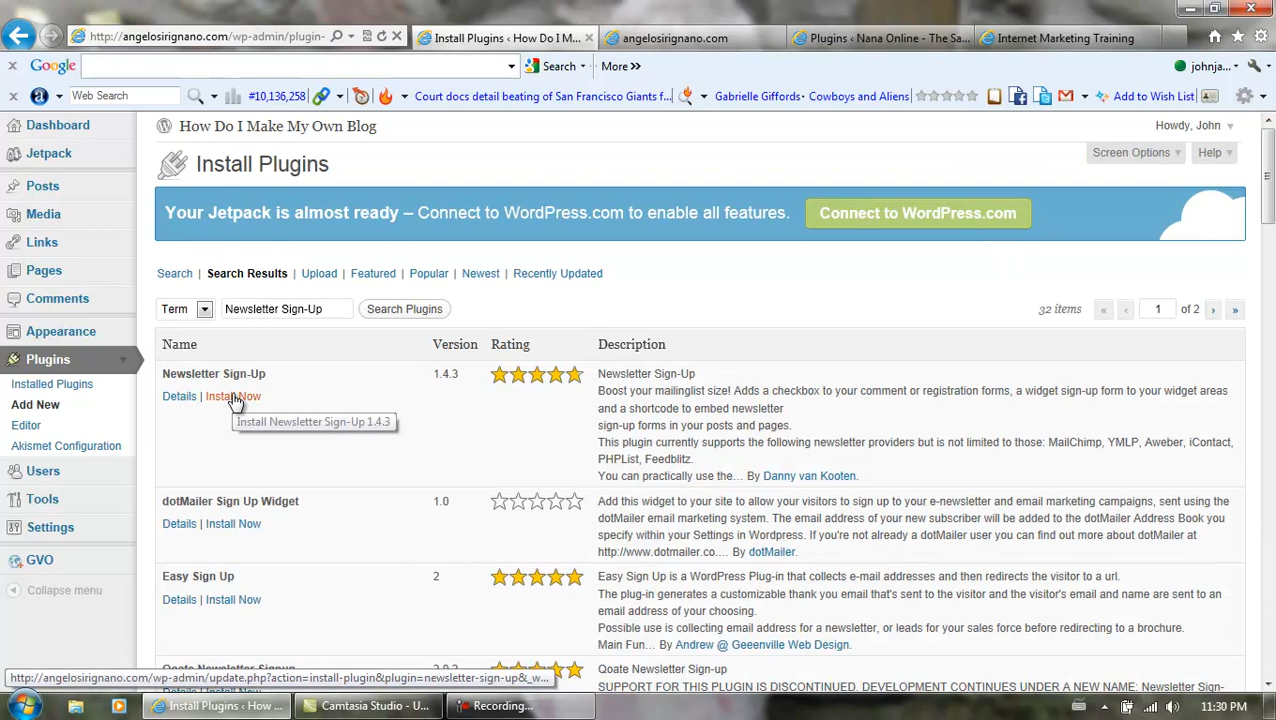 http://angelosirignano.com/wp-admin/plugin-
Install Plugins ‹ How Do I M...
angelosirignano.com
Plugins ‹ Nana Online - The Sa...
Internet Marketing Training
Google
Search
More »
johnja...
Web Search
#10,136,258
Court docs detail beating of San Francisco Giants f...
Gabrielle Giffords· Cowboys and Aliens
Add to Wish List
Dashboard
Jetpack
Posts
Media
Links
Pages
Comments
Appearance
Plugins
Installed Plugins
Add New
Editor
Akismet Configuration
Users
Tools
Settings
GVO
Collapse menu
How Do I Make My Own Blog
Howdy, John
Install Plugins
Screen Options
Help
Your Jetpack is almost ready – Connect to WordPress.com to enable all features.
Connect to WordPress.com
Search | Search Results | Upload | Featured | Popular | Newest | Recently Updated
Term
Newsletter Sign-Up
Search Plugins
32 items « ‹ 1 of 2 › »
Name Version Rating Description
Newsletter Sign-Up 1.4.3 Newsletter Sign-Up
Details | Install Now
Install Newsletter Sign-Up 1.4.3
Boost your mailinglist size! Adds a checkbox to your comment or registration forms, a widget sign-up form to your widget areas
and a shortcode to embed newsletter
sign-up forms in your posts and pages.
This plugin currently supports the following newsletter providers but is not limited to those: MailChimp, YMLP, Aweber, iContact,
PHPList, Feedblitz.
You can practically use the… By Danny van Kooten.
dotMailer Sign Up Widget 1.0
Details | Install Now
Add this widget to your site to allow your visitors to sign up to your e-newsletter and email marketing campaigns, sent using the
dotMailer email marketing system. The email address of your new subscriber will be added to the dotMailer Address Book you
specify within your Settings in Wordpress. If you're not already a dotMailer user you can find out more about dotMailer at
http://www.dotmailer.co.… By dotMailer.
Easy Sign Up 2
Details | Install Now
Easy Sign Up is a WordPress Plug-in that collects e-mail addresses and then redirects the visitor to a url.
The plug-in generates a customizable thank you email that's sent to the visitor and the visitor's email and name are sent to an
email address of your choosing.
Possible use is collecting email address for a newsletter, or leads for your sales force before redirecting to a brochure.
Main Fun… By Andrew @ Geeenville Web Design.
Qoate Newsletter Signup
Qoate Newsletter Sign-up
SUPPORT FOR THIS PLUGIN IS DISCONTINUED, DEVELOPMENT CONTINUES UNDER A NEW NAME: Newsletter Sign-
http://angelosirignano.com/wp-admin/update.php?action=install-plugin&plugin=newsletter-sign-up&_w...
Install Plugins ‹ How ...
Camtasia Studio - U...
Recording...
11:30 PM